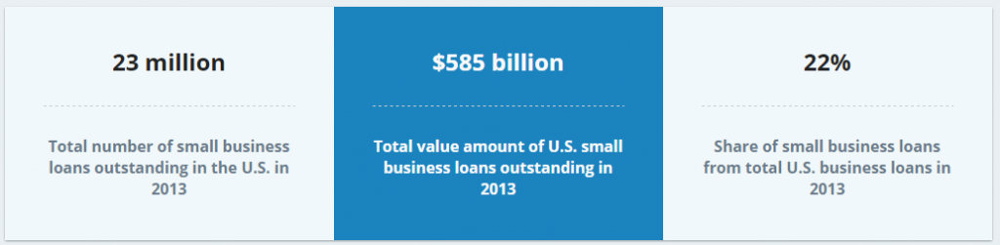 23 million
Total number of small business
loans outstanding in the U.S. in
2013
$585 billion
Total value amount of U.S. small
business loans outstanding in
2013
22%
Share of small business loans
from total U.S. business loans in
2013